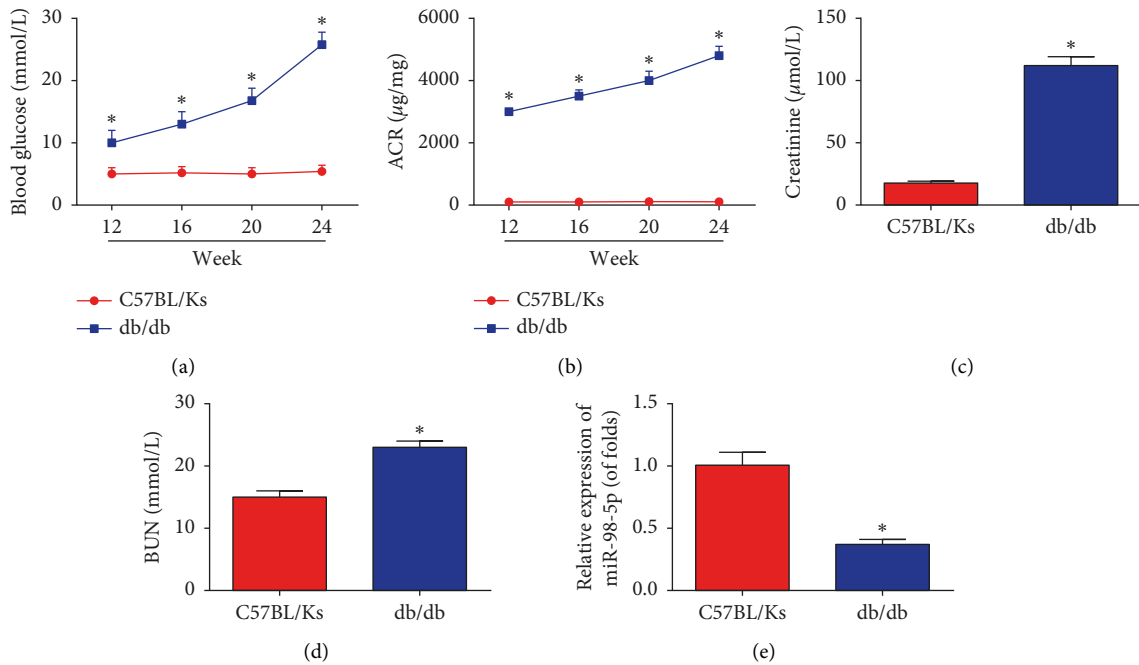 Blood glucose (mmol/L)
30
20
10
0
* * * *
12 16 20 24
Week
C57BL/Ks
db/db
(a)
ACR (μg/mg)
6000
4000
2000
0
* * * *
12 16 20 24
Week
C57BL/Ks
db/db
(b)
Creatinine (μmol/L)
150
100
50
0
*
C57BL/Ks db/db
(c)
BUN (mmol/L)
30
20
10
0
*
C57BL/Ks db/db
(d)
Relative expression of
miR-98-5p (of folds)
1.5
1.0
0.5
0.0
*
C57BL/Ks db/db
(e)